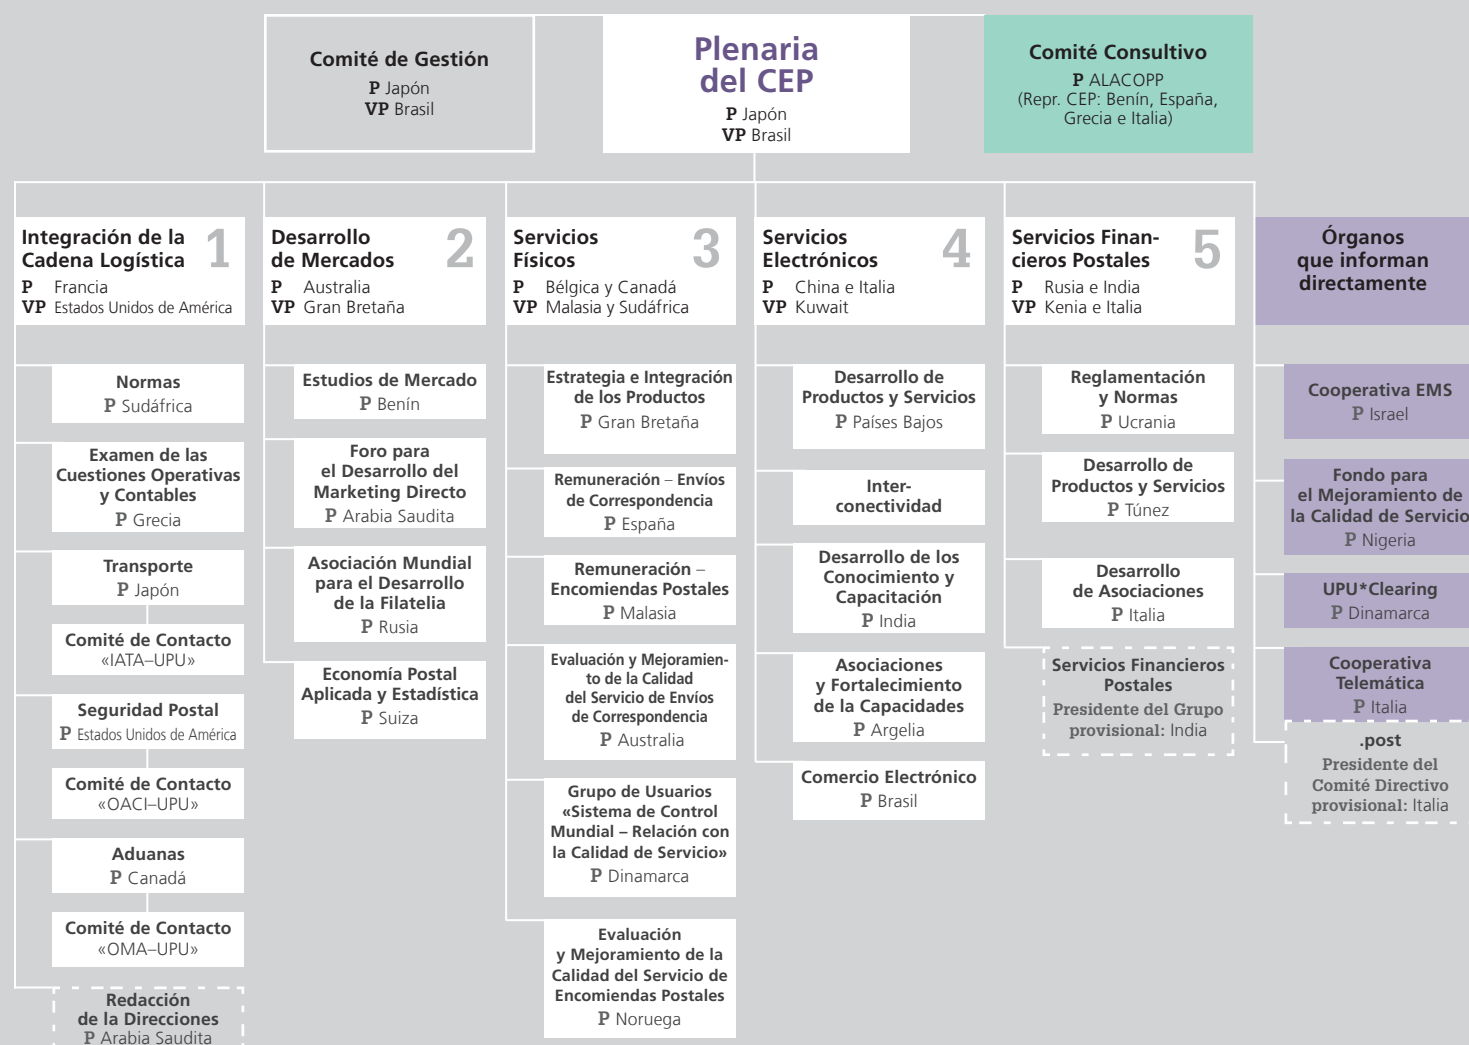 Comité de Gestión
P Japón
VP Brasil
Plenaria
del CEP
P Japón
VP Brasil
Comité Consultivo
P ALACOPP
(Repr. CEP: Benín, España,
Grecia e Italia)
Integración de la
Cadena Logística
1
P Francia
VP Estados Unidos de América
Normas
P Sudáfrica
Examen de las
Cuestiones Operativas
y Contables
P Grecia
Transporte
P Japón
Comité de Contacto
«IATA–UPU»
Seguridad Postal
P Estados Unidos de América
Comité de Contacto
«OACI–UPU»
Aduanas
P Canadá
Comité de Contacto
«OMA–UPU»
Redacción
de la Direcciones
P Arabia Saudita
Desarrollo
de Mercados
2
P Australia
VP Gran Bretaña
Estudios de Mercado
P Benín
Foro para
el Desarrollo del
Marketing Directo
P Arabia Saudita
Asociación Mundial
para el Desarrollo
de la Filatelia
P Rusia
Economía Postal
Aplicada y Estadística
P Suiza
Servicios
Físicos
3
P Bélgica y Canadá
VP Malasia y Sudáfrica
Estrategia e Integración
de los Productos
P Gran Bretaña
Remuneración – Envíos
de Correspondencia
P España
Remuneración –
Encomiendas Postales
P Malasia
Evaluación y Mejoramien-
to de la Calidad
del Servicio de Envíos
de Correspondencia
P Australia
Grupo de Usuarios
«Sistema de Control
Mundial – Relación con
la Calidad de Servicio»
P Dinamarca
Evaluación
y Mejoramiento de la
Calidad del Servicio de
Encomiendas Postales
P Noruega
Servicios
Electrónicos
4
P China e Italia
VP Kuwait
Desarrollo de
Productos y Servicios
P Países Bajos
Inter-
conectividad
Desarrollo de los
Conocimiento y
Capacitación
P India
Asociaciones
y Fortalecimiento
de la Capacidades
P Argelia
Comercio Electrónico
P Brasil
Servicios Finan-
cieros Postales
5
P Rusia e India
VP Kenia e Italia
Reglamentación
y Normas
P Ucrania
Desarrollo de
Productos y Servicios
P Túnez
Desarrollo
de Asociaciones
P Italia
Servicios Financieros
Postales
Presidente del Grupo
provisional: India
Órganos
que informan
directamente
Cooperativa EMS
P Israel
Fondo para
el Mejoramiento de
la Calidad de Servicio
P Nigeria
UPU*Clearing
P Dinamarca
Cooperativa
Telemática
P Italia
.post
Presidente del
Comité Directivo
provisional: Italia